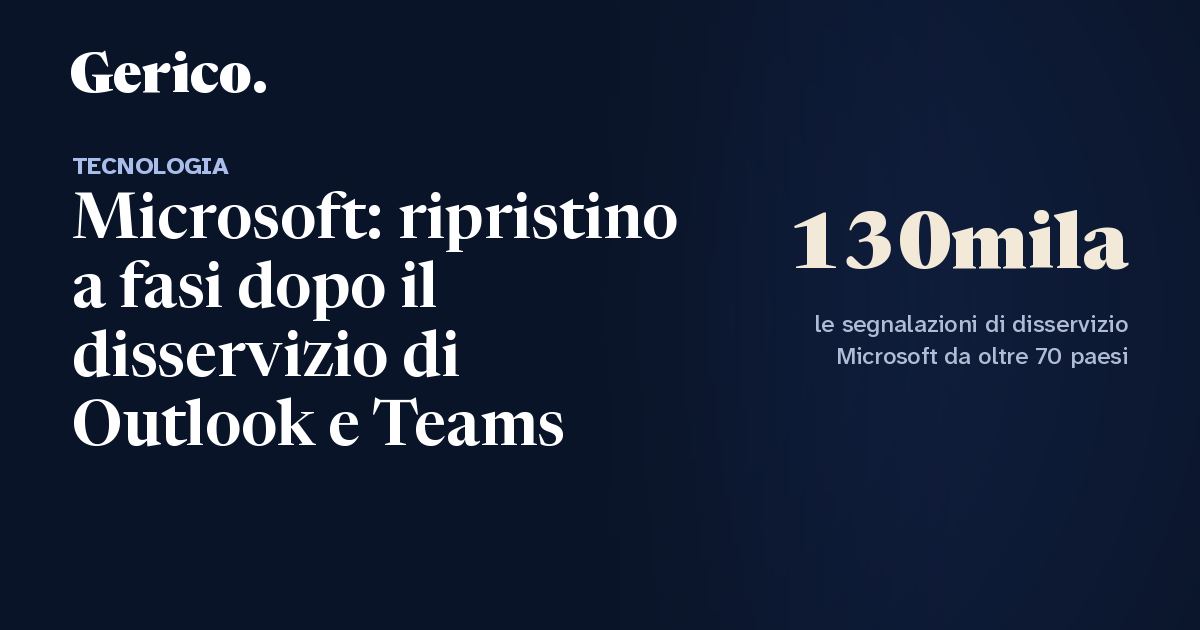 Gerico.
TECNOLOGIA
Microsoft: ripristino
a fasi dopo il
disservizio di
Outlook e Teams
130mila
le segnalazioni di disservizio
Microsoft da oltre 70 paesi